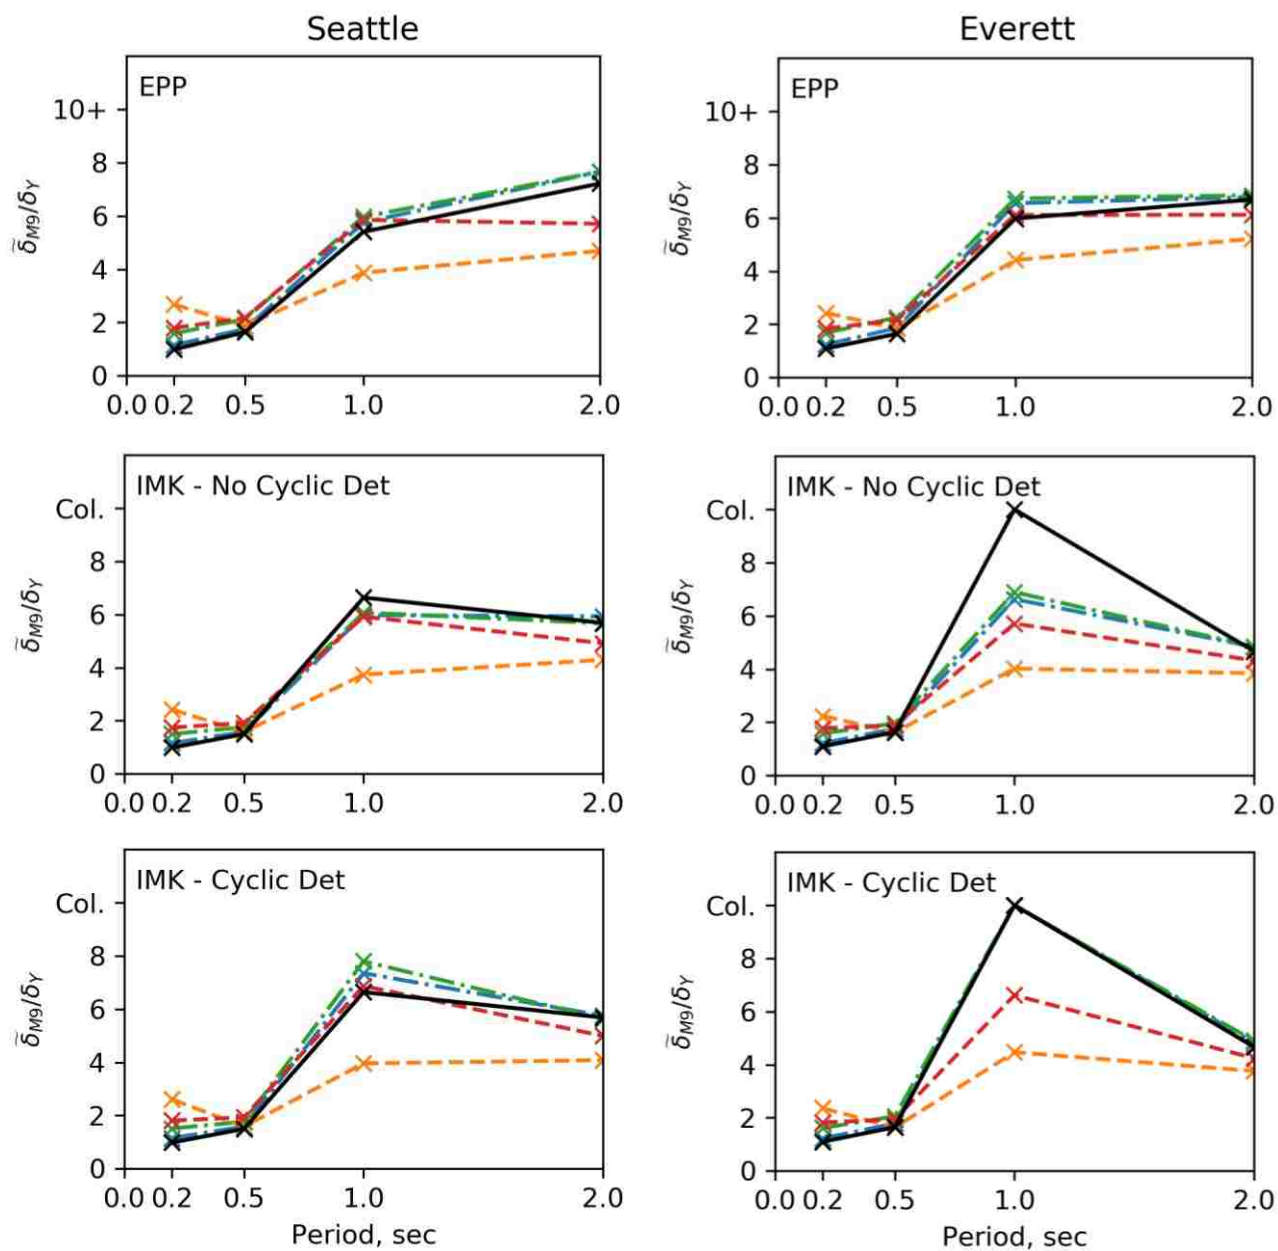 Seattle
Everett
EPP
10+
8
6
4
2
0
δ̃M9/δY
0.0 0.2 0.5 1.0 2.0
EPP
10+
8
6
4
2
0
δ̃M9/δY
0.0 0.2 0.5 1.0 2.0
IMK - No Cyclic Det
Col.
8
6
4
2
0
δ̃M9/δY
0.0 0.2 0.5 1.0 2.0
IMK - No Cyclic Det
Col.
8
6
4
2
0
δ̃M9/δY
0.0 0.2 0.5 1.0 2.0
IMK - Cyclic Det
Col.
8
6
4
2
0
δ̃M9/δY
0.0 0.2 0.5 1.0 2.0
Period, sec
IMK - Cyclic Det
Col.
8
6
4
2
0
δ̃M9/δY
0.0 0.2 0.5 1.0 2.0
Period, sec